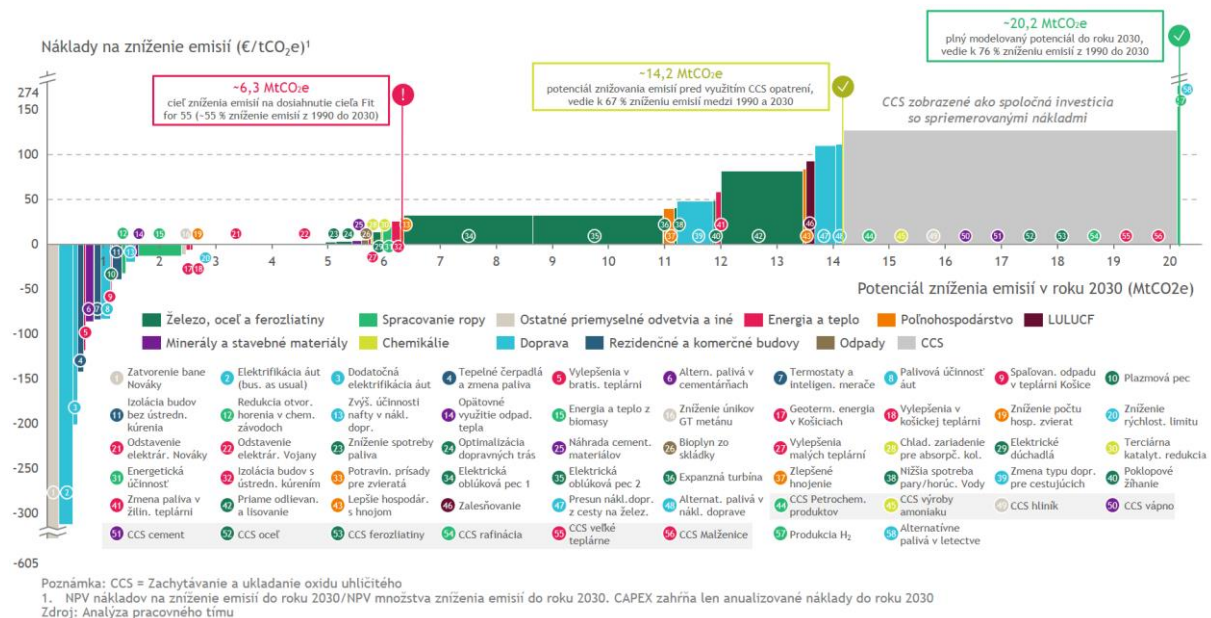 Náklady na zníženie emisií (€/tCO₂e)¹
~20,2 MtCO₂e
plný modelovaný potenciál do roku 2030,
vedie k 76 % zníženiu emisií z 1990 do 2030
~6,3 MtCO₂e
cieľ zníženia emisií na dosiahnutie cieľa Fit
for 55 (~55 % zníženie emisií z 1990 do 2030)
~14,2 MtCO₂e
potenciál znižovania emisií pred využitím CCS opatrení,
vedie k 67 % zníženiu emisií medzi 1990 a 2030
CCS zobrazené ako spoločná investícia
so spriemerovanými nákladmi
274
150
100
50
0
-50
-100
-150
-200
-250
-300
-605
1 2 3 4 5 6 7 8 9 10 11 12 13 14 15 16 17 18 19 20
Potenciál zníženia emisií v roku 2030 (MtCO2e)
Železo, oceľ a ferozliatiny
Spracovanie ropy
Ostatné priemyselné odvetvia a iné
Energia a teplo
Poľnohospodárstvo
LULUCF
Minerály a stavebné materiály
Chemikálie
Doprava
Rezidenčné a komerčné budovy
Odpady
CCS
1 Zatvorenie bane
Nováky
2 Elektrifikácia áut
(bus. as usual)
3 Dodatočná
elektrifikácia áut
4 Tepelné čerpadlá
a zmena paliva
5 Vylepšenia v
bratis. teplárni
6 Altern. palivá v
cementárňach
7 Termostaty a
inteligen. merače
8 Palivová účinnosť
áut
9 Spaľovan. odpadu
v teplárni Košice
10 Plazmová pec
11 Izolácia budov
bez ústredn.
kúrenia
12 Redukcia otvor.
horenia v chem.
závodoch
13 Zvýš. účinnosti
nafty v nákl.
dopr.
14 Opätovné
využitie odpad.
tepla
15 Energia a teplo z
biomasy
16 Zníženie únikov
GT metánu
17 Geoterm. energia
v Košiciach
18 Vylepšenia v
košickej teplárni
19 Zníženie počtu
hosp. zvierat
20 Zníženie
rýchlost. limitu
21 Odstavenie
elektrár. Nováky
22 Odstavenie
elektrár. Vojany
23 Zníženie spotreby
paliva
24 Optimalizácia
dopravných trás
25 Náhrada cement.
materiálov
26 Bioplyn zo
skládky
27 Vylepšenia
malých teplární
28 Chlad. zariadenie
pre absorpč. kol.
29 Elektrické
dúchadlá
30 Terciárna
katalyt. redukcia
31 Energetická
účinnosť
32 Izolácia budov s
ústredn. kúrením
33 Potravin. prísady
pre zvieratá
34 Elektrická
oblúková pec 1
35 Elektrická
oblúková pec 2
36 Expanzná turbína
37 Zlepšené
hnojenie
38 Nižšia spotreba
pary/horúc. Vody
39 Zmena typu dopr.
pre cestujúcich
40 Poklopové
žíhanie
41 Zmena paliva v
žilin. teplárni
42 Priame odlievan.
a lisovanie
43 Lepšie hospodár.
s hnojom
46 Zalesňovanie
47 Presun nákl.dopr.
z cesty na želez.
48 Alternat. palivá v
nákl. doprave
44 CCS Petrochem.
produktov
45 CCS výroby
amoniaku
49 CCS hliník
50 CCS vápno
51 CCS cement
52 CCS oceľ
53 CCS ferozliatiny
54 CCS rafinácia
55 CCS veľké
teplárne
56 CCS Malženice
57 Produkcia H₂
58 Alternatívne
palivá v letectve
Poznámka: CCS = Zachytávanie a ukladanie oxidu uhličitého
1. NPV nákladov na zníženie emisií do roku 2030/NPV množstva zníženia emisií do roku 2030. CAPEX zahŕňa len anualizované náklady do roku 2030
Zdroj: Analýza pracovného tímu